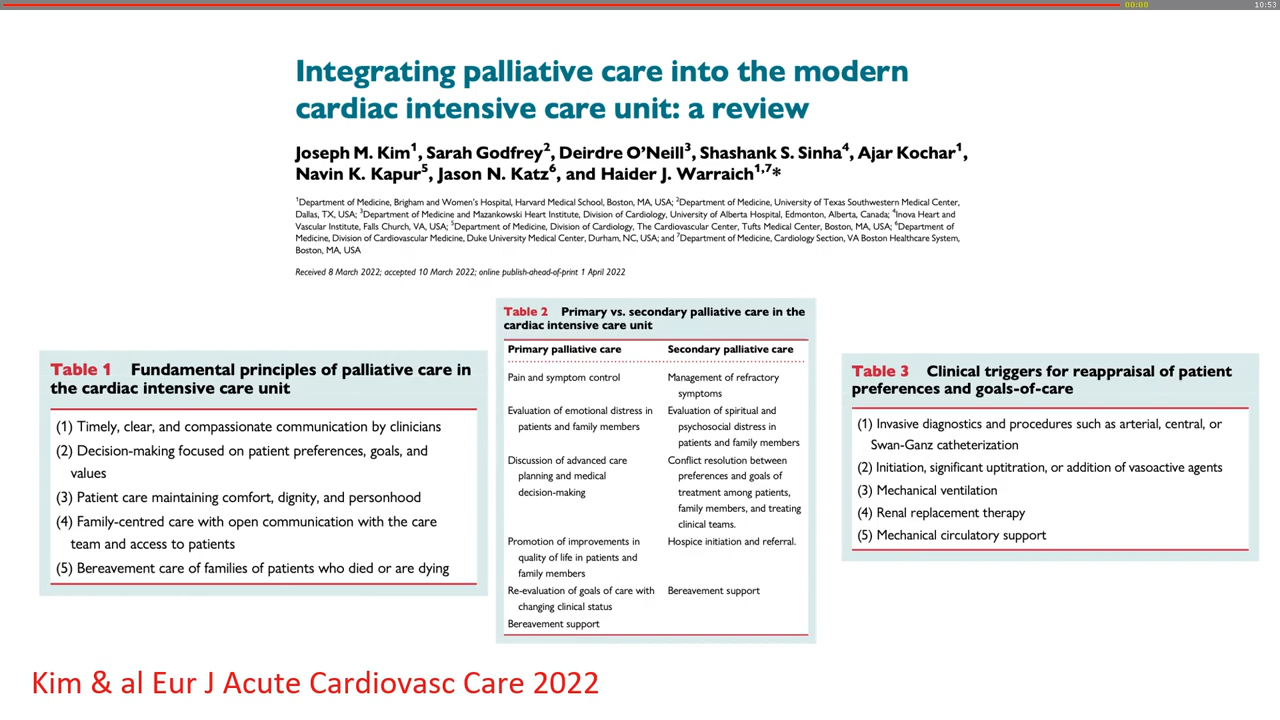 00:00
10:53
Integrating palliative care into the modern
cardiac intensive care unit: a review
Joseph M. Kim1, Sarah Godfrey2, Deirdre O'Neill3, Shashank S. Sinha4, Ajar Kochar1,
Navin K. Kapur5, Jason N. Katz6, and Haider J. Warraich1,7*
1Department of Medicine, Brigham and Women's Hospital, Harvard Medical School, Boston, MA, USA; 2Department of Medicine, University of Texas Southwestern Medical Center,
Dallas, TX, USA; 3Department of Medicine and Mazankowski Heart Institute, Division of Cardiology, University of Alberta Hospital, Edmonton, Alberta, Canada; 4Inova Heart and
Vascular Institute, Falls Church, VA, USA; 5Department of Medicine, Division of Cardiology, The Cardiovascular Center, Tufts Medical Center, Boston, MA, USA; 6Department of
Medicine, Division of Cardiovascular Medicine, Duke University Medical Center, Durham, NC, USA; and 7Department of Medicine, Cardiology Section, VA Boston Healthcare System,
Boston, MA, USA
Received 8 March 2022; accepted 10 March 2022; online publish-ahead-of-print 1 April 2022
Table 1 Fundamental principles of palliative care in
the cardiac intensive care unit
(1) Timely, clear, and compassionate communication by clinicians
(2) Decision-making focused on patient preferences, goals, and
values
(3) Patient care maintaining comfort, dignity, and personhood
(4) Family-centred care with open communication with the care
team and access to patients
(5) Bereavement care of families of patients who died or are dying
Table 2 Primary vs. secondary palliative care in the
cardiac intensive care unit
Primary palliative care
Secondary palliative care
Pain and symptom control
Management of refractory
symptoms
Evaluation of emotional distress in
patients and family members
Evaluation of spiritual and
psychosocial distress in
patients and family members
Discussion of advanced care
planning and medical
decision-making
Conflict resolution between
preferences and goals of
treatment among patients,
family members, and treating
clinical teams.
Promotion of improvements in
quality of life in patients and
family members
Hospice initiation and referral.
Re-evaluation of goals of care with
changing clinical status
Bereavement support
Bereavement support
Table 3 Clinical triggers for reappraisal of patient
preferences and goals-of-care
(1) Invasive diagnostics and procedures such as arterial, central, or
Swan-Ganz catheterization
(2) Initiation, significant uptitration, or addition of vasoactive agents
(3) Mechanical ventilation
(4) Renal replacement therapy
(5) Mechanical circulatory support
Kim & al Eur J Acute Cardiovasc Care 2022